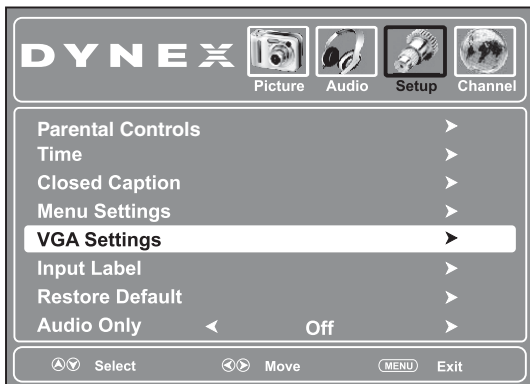 DYNEX
Picture Audio Setup Channel
Parental Controls
Time
Closed Caption
Menu Settings
VGA Settings
Input Label
Restore Default
Audio Only Off
Select Move MENU Exit